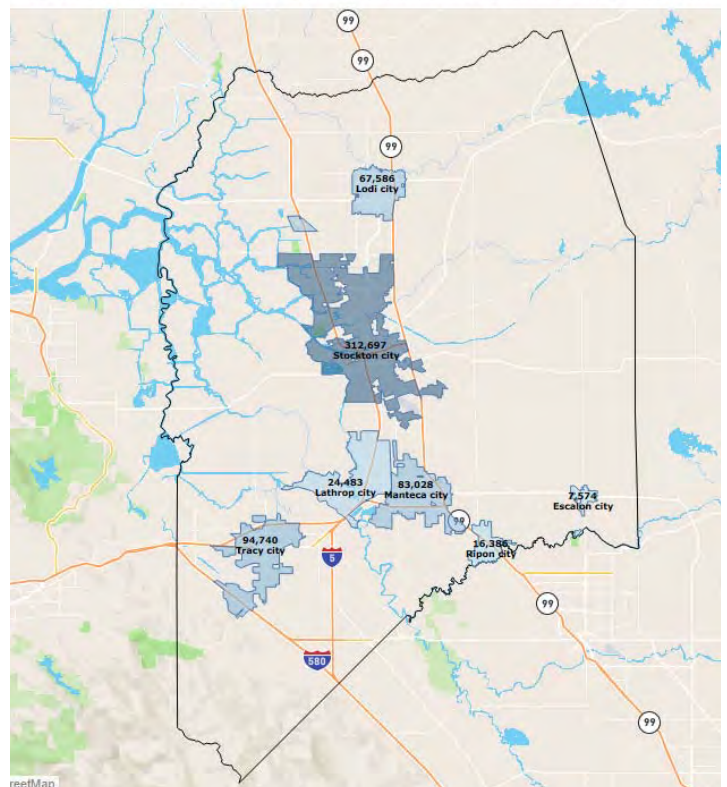 99
99
99
67,586
Lodi city
312,697
Stockton city
24,483
Lathrop city
83,028
Manteca city
7,574
Escalon city
99
94,740
Tracy city
16,386
Ripon city
5
99
580
99
reetMap